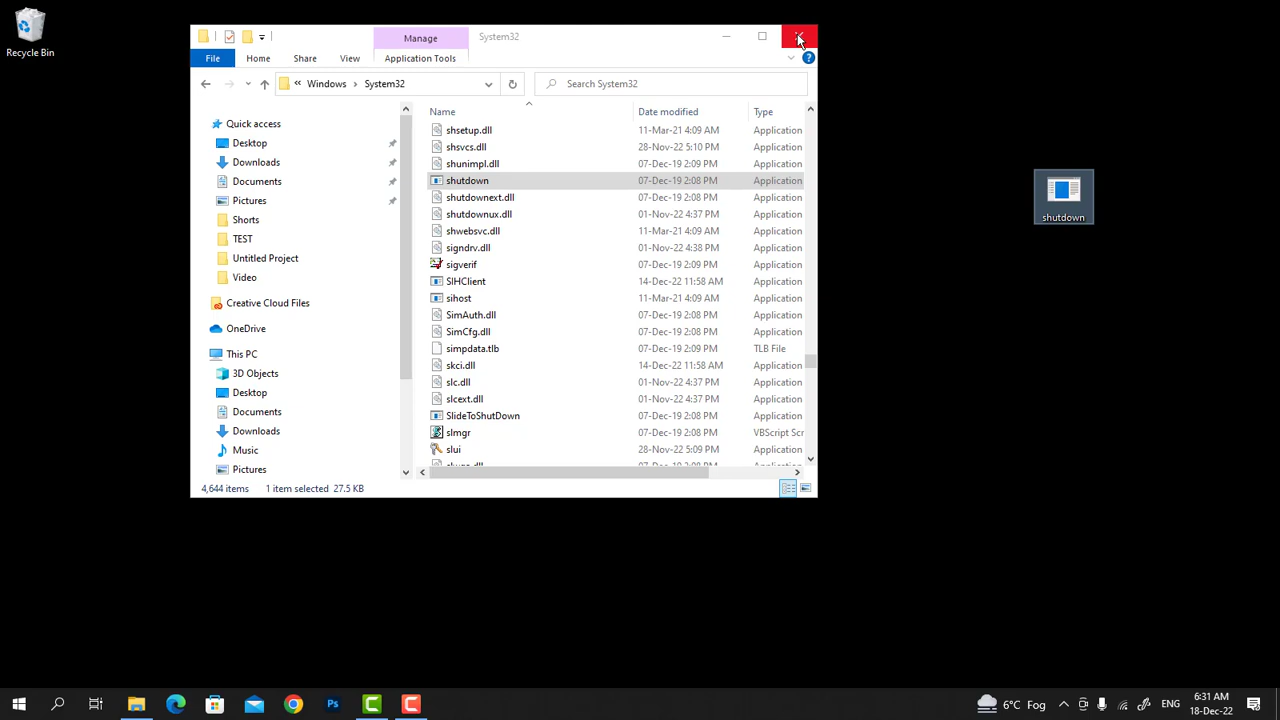 Recycle Bin
Manage
System32
File
Home
Share
View
Application Tools
?
« Windows > System32
Search System32
Name
Date modified
Type
Quick access
Desktop
Downloads
Documents
Pictures
Shorts
TEST
Untitled Project
Video
Creative Cloud Files
OneDrive
This PC
3D Objects
Desktop
Documents
Downloads
Music
Pictures
shsetup.dll 11-Mar-21 4:09 AM Application
shsvcs.dll 28-Nov-22 5:10 PM Application
shunimpl.dll 07-Dec-19 2:09 PM Application
shutdown 07-Dec-19 2:08 PM Application
shutdownext.dll 07-Dec-19 2:08 PM Application
shutdownux.dll 01-Nov-22 4:37 PM Application
shwebsvc.dll 11-Mar-21 4:09 AM Application
signdrv.dll 01-Nov-22 4:38 PM Application
sigverif 07-Dec-19 2:09 PM Application
SIHClient 14-Dec-22 11:58 AM Application
sihost 11-Mar-21 4:09 AM Application
SimAuth.dll 07-Dec-19 2:08 PM Application
SimCfg.dll 07-Dec-19 2:08 PM Application
simpdata.tlb 07-Dec-19 2:09 PM TLB File
skci.dll 14-Dec-22 11:58 AM Application
slc.dll 01-Nov-22 4:37 PM Application
slcext.dll 01-Nov-22 4:37 PM Application
SlideToShutDown 07-Dec-19 2:08 PM Application
slmgr 07-Dec-19 2:08 PM VBScript Scr
slui 28-Nov-22 5:09 PM Application
4,644 items
1 item selected 27.5 KB
shutdown
Ps
6°C Fog
ENG
6:31 AM
18-Dec-22